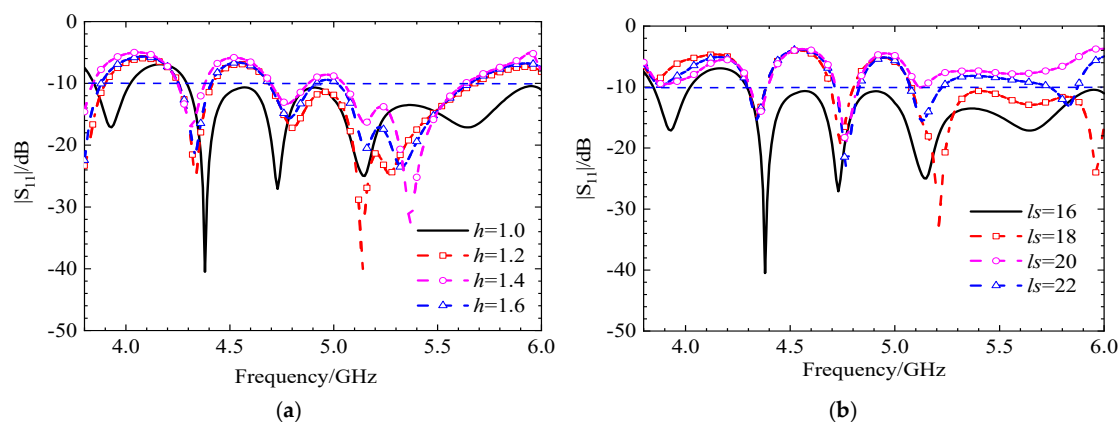 0
-10
-20
-30
-40
-50
|S11|/dB
4.0 4.5 5.0 5.5 6.0
Frequency/GHz
h=1.0
h=1.2
h=1.4
h=1.6
(a)
0
-10
-20
-30
-40
-50
|S11|/dB
4.0 4.5 5.0 5.5 6.0
Frequency/GHz
ls=16
ls=18
ls=20
ls=22
(b)